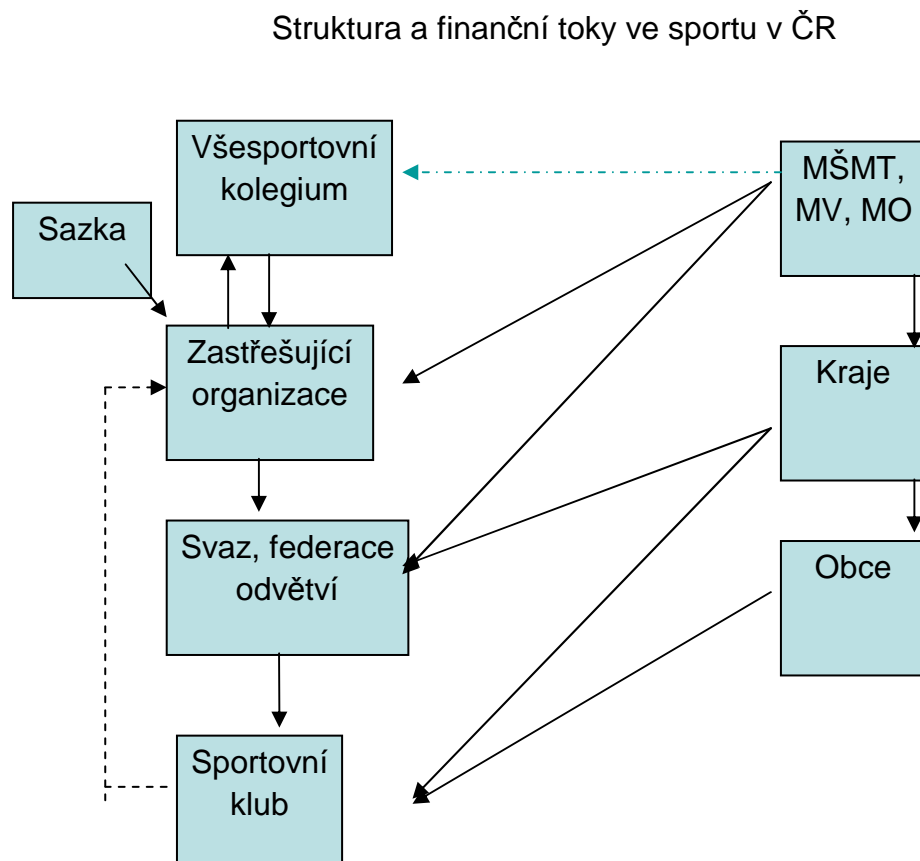 Struktura a finanční toky ve sportu v ČR
Všesportovní
kolegium
MŠMT,
MV, MO
Sazka
Zastřešující
organizace
Kraje
Svaz, federace
odvětví
Obce
Sportovní
klub